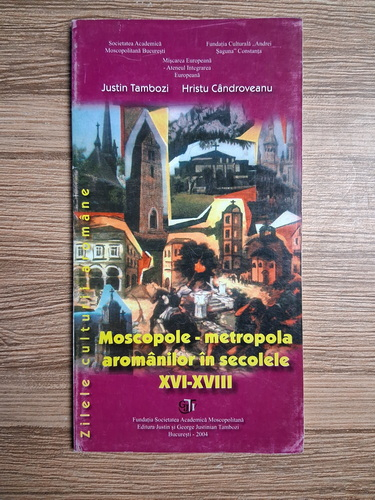 Societatea Academică
Moscopolitană București
Fundația Culturală „Andrei
Șaguna" Constanța
Mișcarea Europeană
- Ateneul Integrarea
Europeană
Justin Tambozi Hristu Cândroveanu
Zilele culturii aromâne
Moscopole - metropola
aromânilor în secolele
XVI-XVIII
Fundația Societatea Academică Moscopolitană
Editura Justin și George Justinian Tambozi
București - 2004